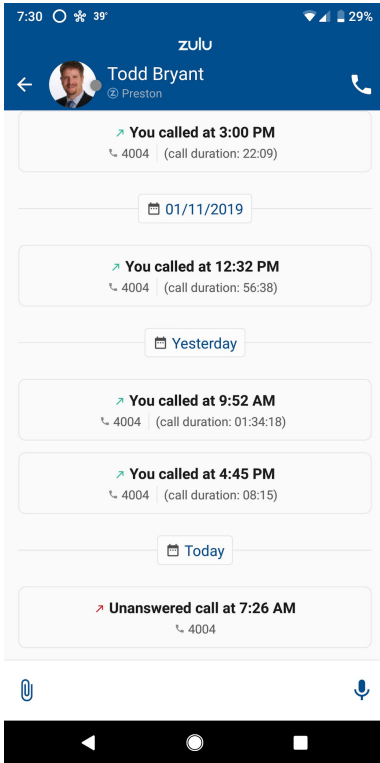 7:30 39° 29%
zulu
Todd Bryant
Preston
You called at 3:00 PM
4004 (call duration: 22:09)
01/11/2019
You called at 12:32 PM
4004 (call duration: 56:38)
Yesterday
You called at 9:52 AM
4004 (call duration: 01:34:18)
You called at 4:45 PM
4004 (call duration: 08:15)
Today
Unanswered call at 7:26 AM
4004